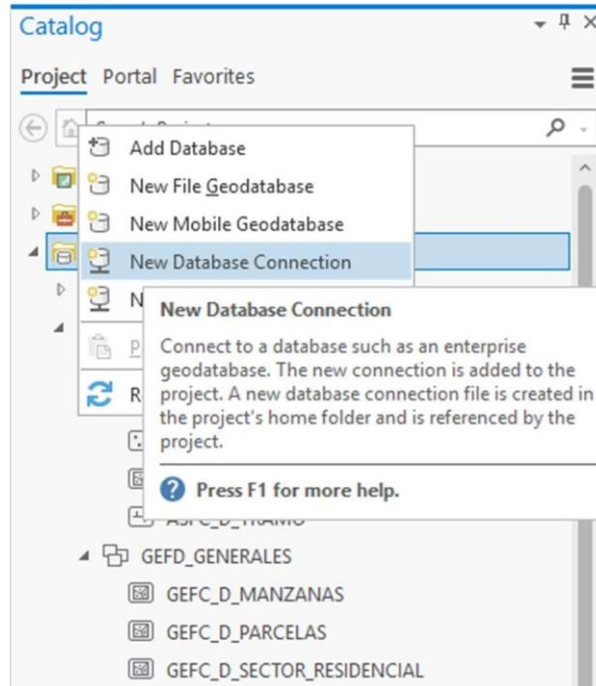 Catalog
Project Portal Favorites
Add Database
New File Geodatabase
New Mobile Geodatabase
New Database Connection
N
New Database Connection
P
Connect to a database such as an enterprise
geodatabase. The new connection is added to the
R
project. A new database connection file is created in
the project's home folder and is referenced by the
project.
Press F1 for more help.
GEFD_GENERALES
GEFC_D_MANZANAS
GEFC_D_PARCELAS
GEFC_D_SECTOR_RESIDENCIAL